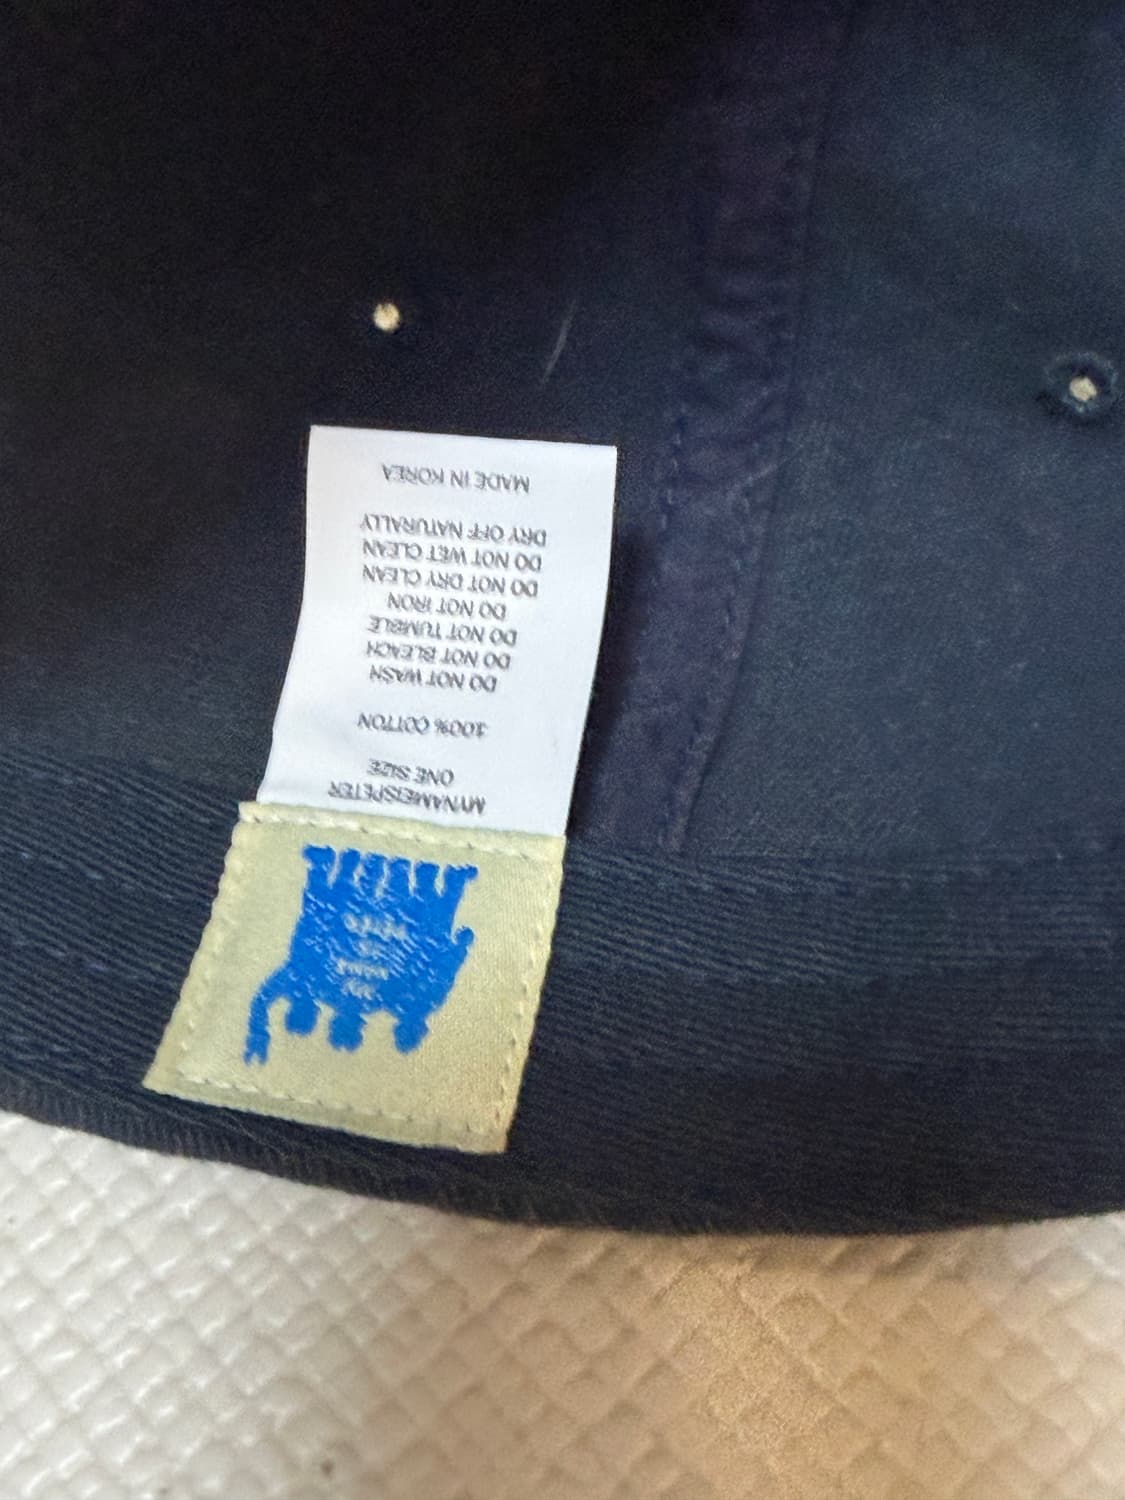 MYNAMEISPETER
ONE SIZE
100% COTTON
DO NOT WASH
DO NOT BLEACH
DO NOT TUMBLE
DO NOT IRON
DO NOT DRY CLEAN
DO NOT WET CLEAN
DRY OFF NATURALLY
MADE IN KOREA